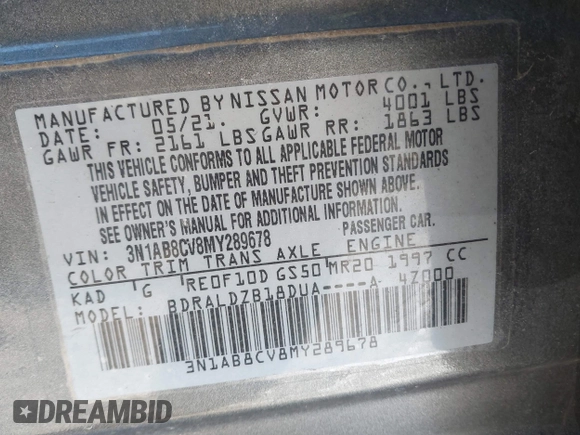 MANUFACTURED BY NISSAN MOTOR CO., LTD.
DATE: 05/21. GVWR: 4001 LBS
GAWR FR: 2161 LBS GAWR RR: 1863 LBS
THIS VEHICLE CONFORMS TO ALL APPLICABLE FEDERAL MOTOR
VEHICLE SAFETY, BUMPER AND THEFT PREVENTION STANDARDS
IN EFFECT ON THE DATE OF MANUFACTURE SHOWN ABOVE.
SEE OWNER'S MANUAL FOR ADDITIONAL INFORMATION.
VIN: 3N1AB8CV8MY289678 PASSENGER CAR.
COLOR TRIM TRANS AXLE ENGINE
KAD G RE0F10D GS50 MR20 1997 CC
MODEL: BDRALDZB18DUA----A 4Z000
3N1AB8CV8MY289678
DREAMBID